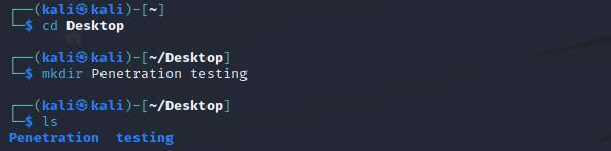 ┌──(kali㉿kali)-[~]
└─$ cd Desktop
┌──(kali㉿kali)-[~/Desktop]
└─$ mkdir Penetration testing
┌──(kali㉿kali)-[~/Desktop]
└─$ ls
Penetration  testing